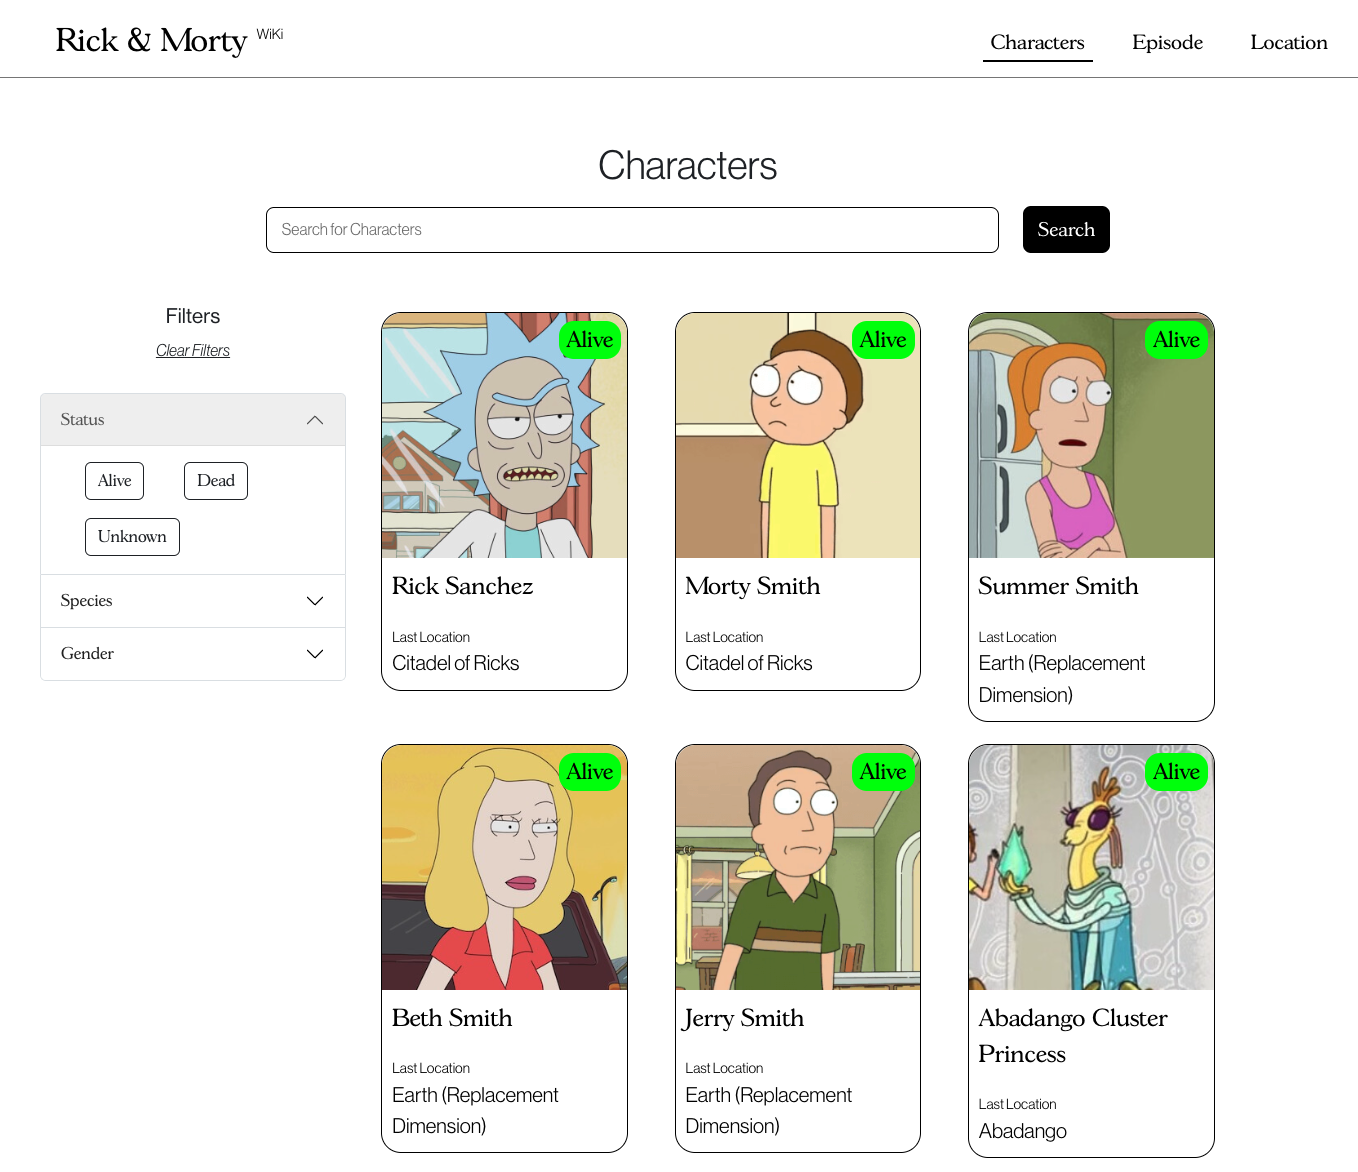 Rick & Morty WiKi
Characters
Episode
Location
Characters
Search for Characters
Search
Filters
Clear Filters
Status
Alive
Dead
Unknown
Species
Gender
Alive
Rick Sanchez
Last Location
Citadel of Ricks
Alive
Morty Smith
Last Location
Citadel of Ricks
Alive
Summer Smith
Last Location
Earth (Replacement
Dimension)
Alive
Beth Smith
Last Location
Earth (Replacement
Dimension)
Alive
Jerry Smith
Last Location
Earth (Replacement
Dimension)
Alive
Abadango Cluster
Princess
Last Location
Abadango